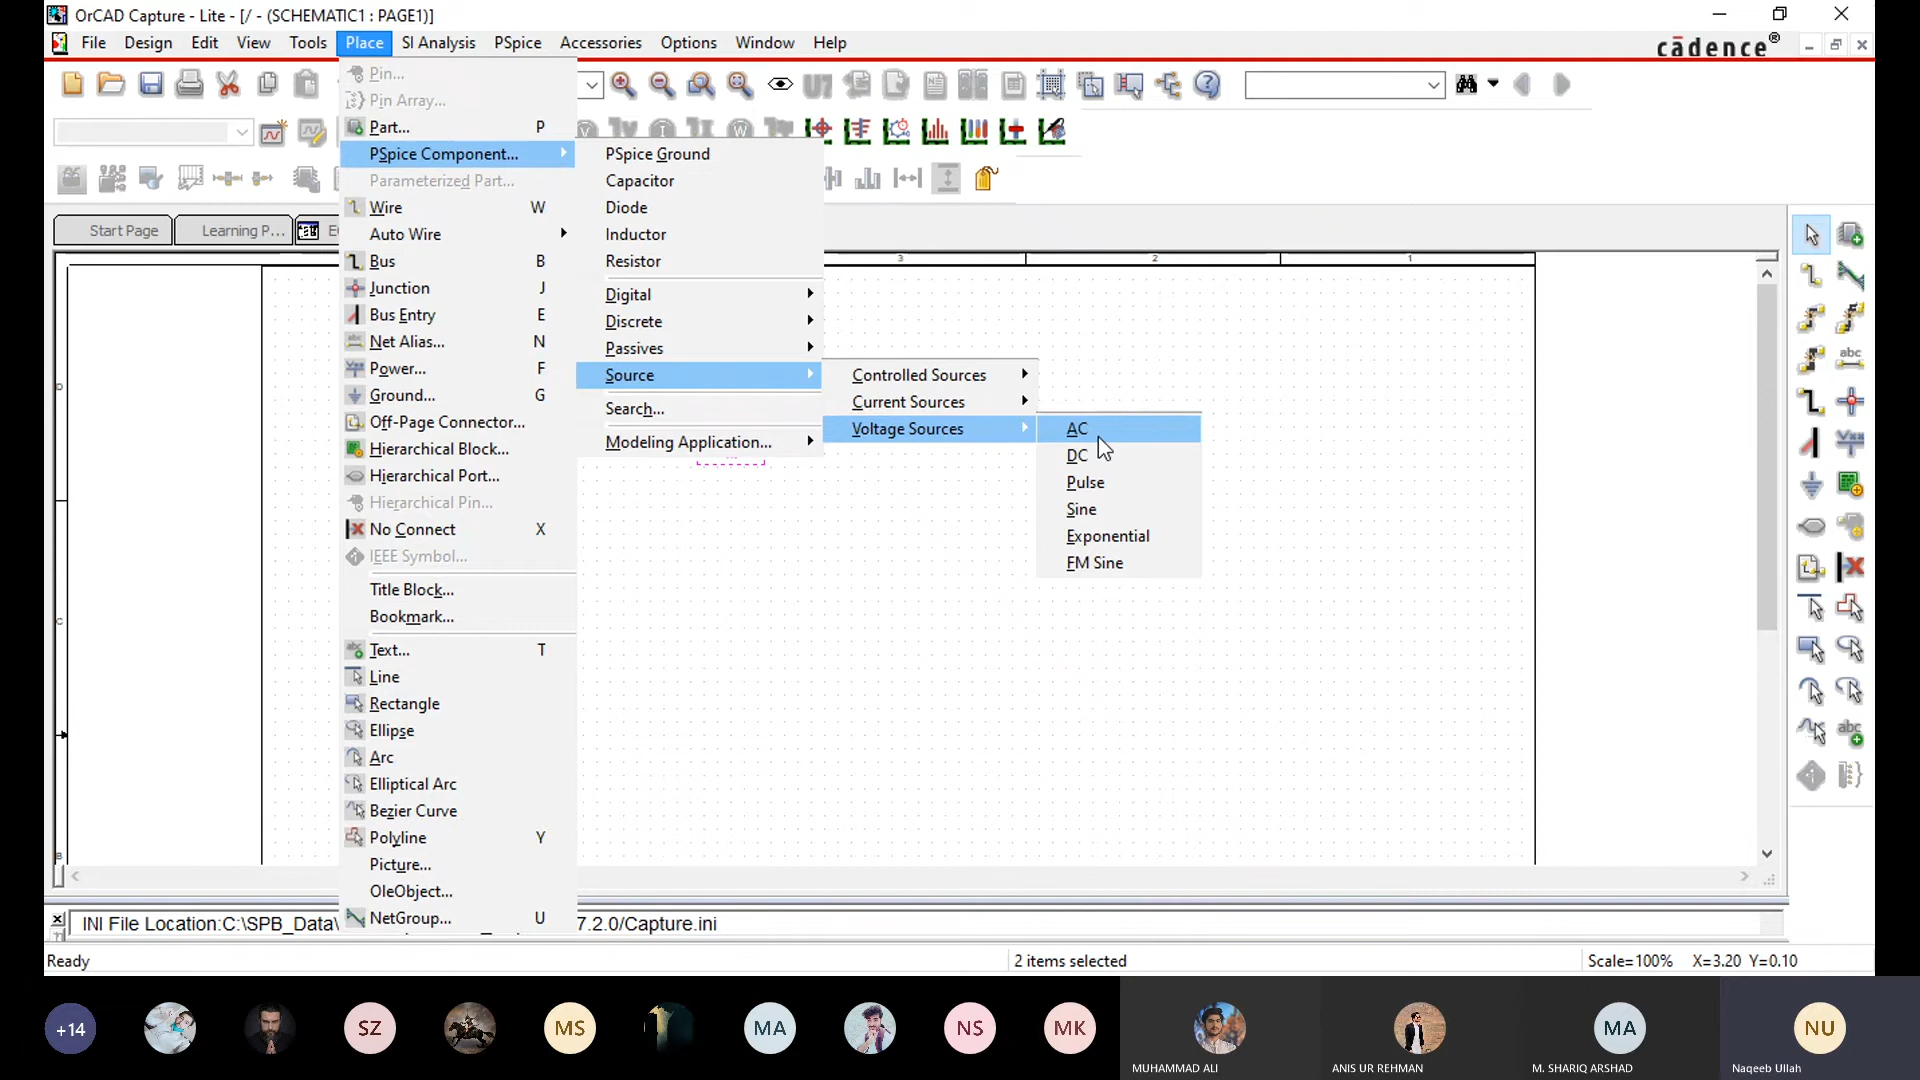 OrCAD Capture - Lite - [/ - (SCHEMATIC1 : PAGE1)]
File Design Edit View Tools Place SI Analysis PSpice Accessories Options Window Help
cādence®
Pin...
Pin Array...
Part... P
PSpice Component...
Parameterized Part...
Wire W
Auto Wire
Bus B
Junction J
Bus Entry E
Net Alias... N
Power... F
Ground... G
Off-Page Connector...
Hierarchical Block...
Hierarchical Port...
Hierarchical Pin...
No Connect X
IEEE Symbol...
Title Block...
Bookmark...
Text... T
Line
Rectangle
Ellipse
Arc
Elliptical Arc
Bezier Curve
Polyline Y
Picture...
OleObject...
NetGroup... U
PSpice Ground
Capacitor
Diode
Inductor
Resistor
Digital
Discrete
Passives
Source
Search...
Modeling Application...
Controlled Sources
Current Sources
Voltage Sources
AC
DC
Pulse
Sine
Exponential
FM Sine
Start Page Learning P...
3 2 1
D
C
B
INI File Location:C:\SPB_Data\
7.2.0/Capture.ini
Ready 2 items selected Scale=100% X=3.20 Y=0.10
+14 SZ MS MA NS MK MA NU
MUHAMMAD ALI ANIS UR REHMAN M. SHARIQ ARSHAD Naqeeb Ullah